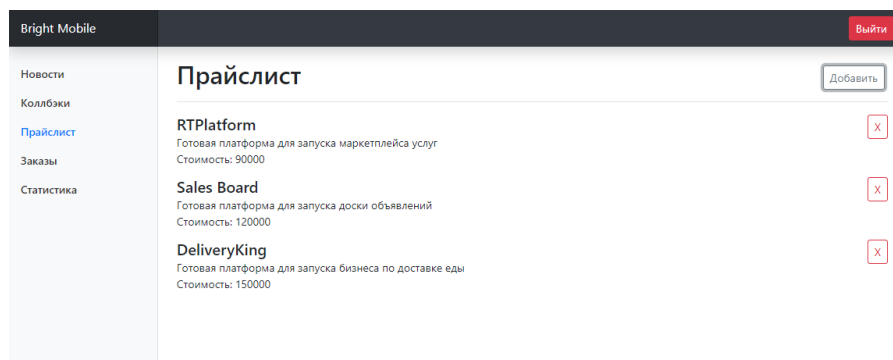 Bright Mobile
Выйти
Новости
Коллбэки
Прайслист
Заказы
Статистика
Прайслист
Добавить
RTPlatform
Готовая платформа для запуска маркетплейса услуг
Стоимость: 90000
X
Sales Board
Готовая платформа для запуска доски объявлений
Стоимость: 120000
X
DeliveryKing
Готовая платформа для запуска бизнеса по доставке еды
Стоимость: 150000
X